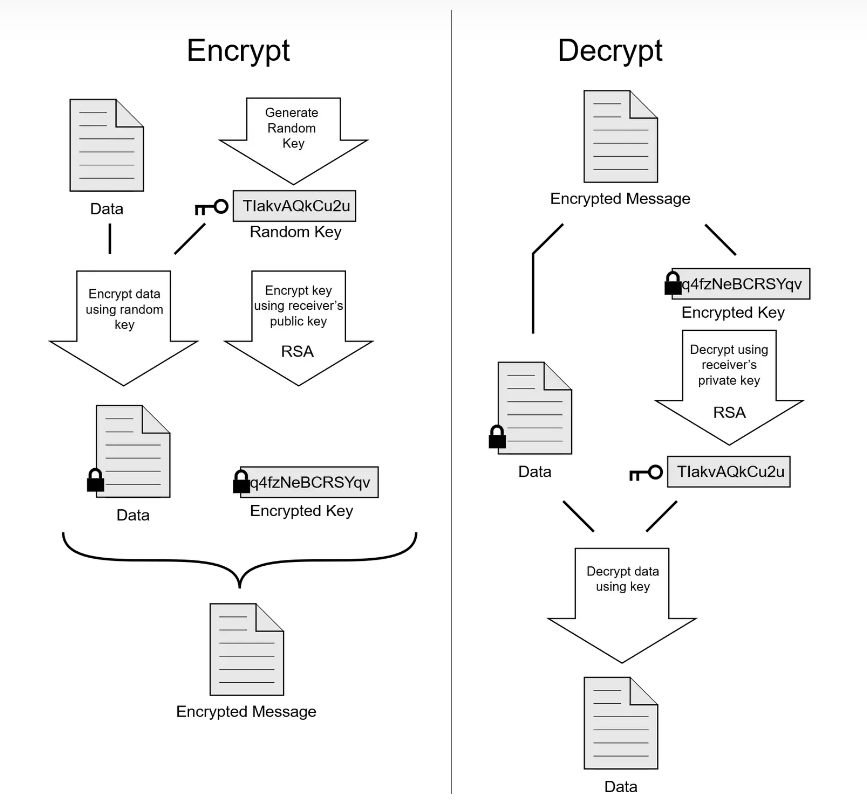 Encrypt
Generate
Random
Key
TIakvAQkCu2u
Data
Random Key
Encrypt data
using random
key
Encrypt key
using receiver's
public key
RSA
q4fzNeBCRSYqv
Data
Encrypted Key
Encrypted Message
Decrypt
Encrypted Message
q4fzNeBCRSYqv
Encrypted Key
Decrypt using
receiver's
private key
RSA
Data
TIakvAQkCu2u
Decrypt data
using key
Data